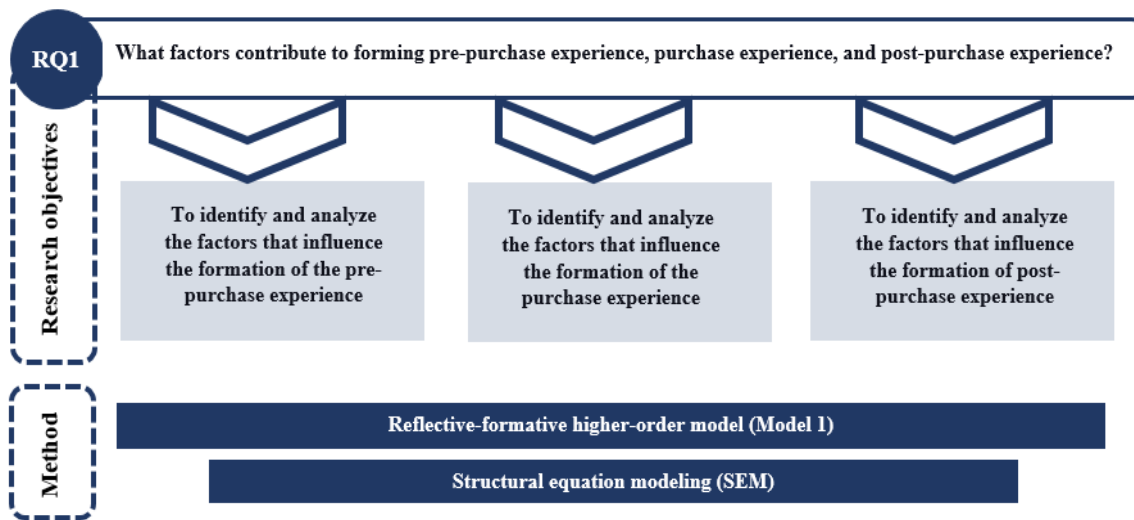 RQ1
What factors contribute to forming pre-purchase experience, purchase experience, and post-purchase experience?
Research objectives
To identify and analyze
the factors that influence
the formation of the pre-
purchase experience
To identify and analyze
the factors that influence
the formation of the
purchase experience
To identify and analyze
the factors that influence
the formation of post-
purchase experience
Method
Reflective-formative higher-order model (Model 1)
Structural equation modeling (SEM)